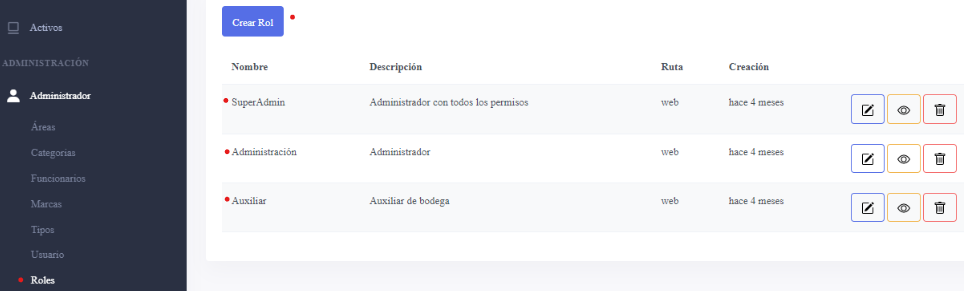 Activos
ADMINISTRACIÓN
Administrador
Áreas
Categorias
Funcionarios
Marcas
Tipos
Usuario
Roles
Crear Rol
Nombre Descripción Ruta Creación
SuperAdmin Administrador con todos los permisos web hace 4 meses
Administración Administrador web hace 4 meses
Auxiliar Auxiliar de bodega web hace 4 meses